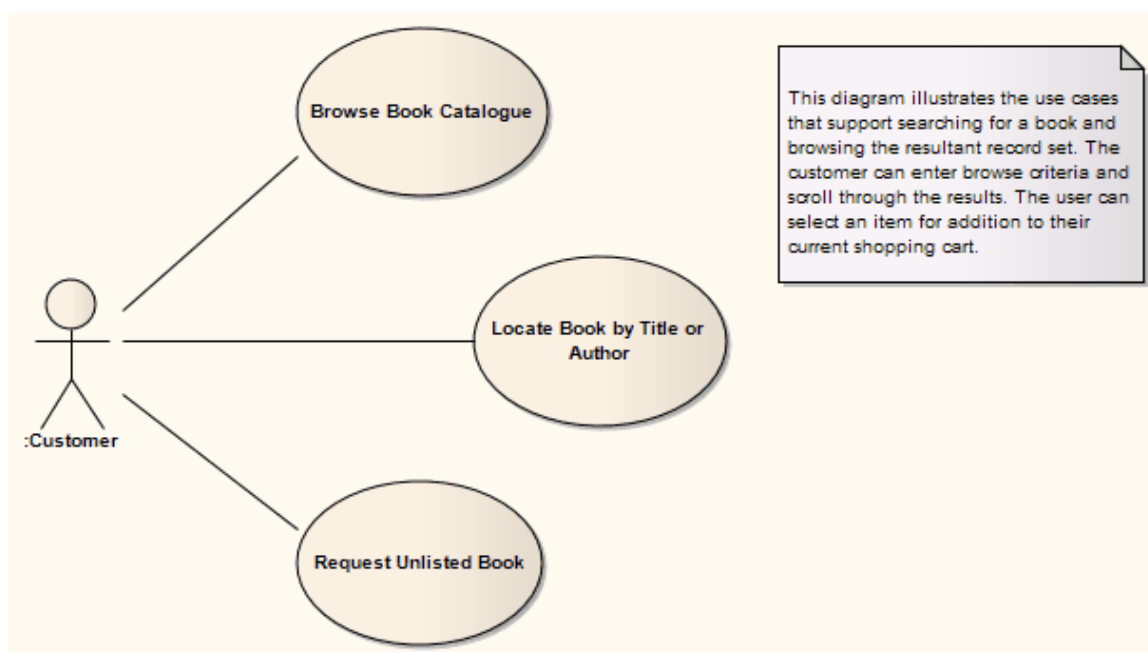 Browse Book Catalogue
This diagram illustrates the use cases
that support searching for a book and
browsing the resultant record set. The
customer can enter browse criteria and
scroll through the results. The user can
select an item for addition to their
current shopping cart.
Locate Book by Title or
Author
:Customer
Request Unlisted Book